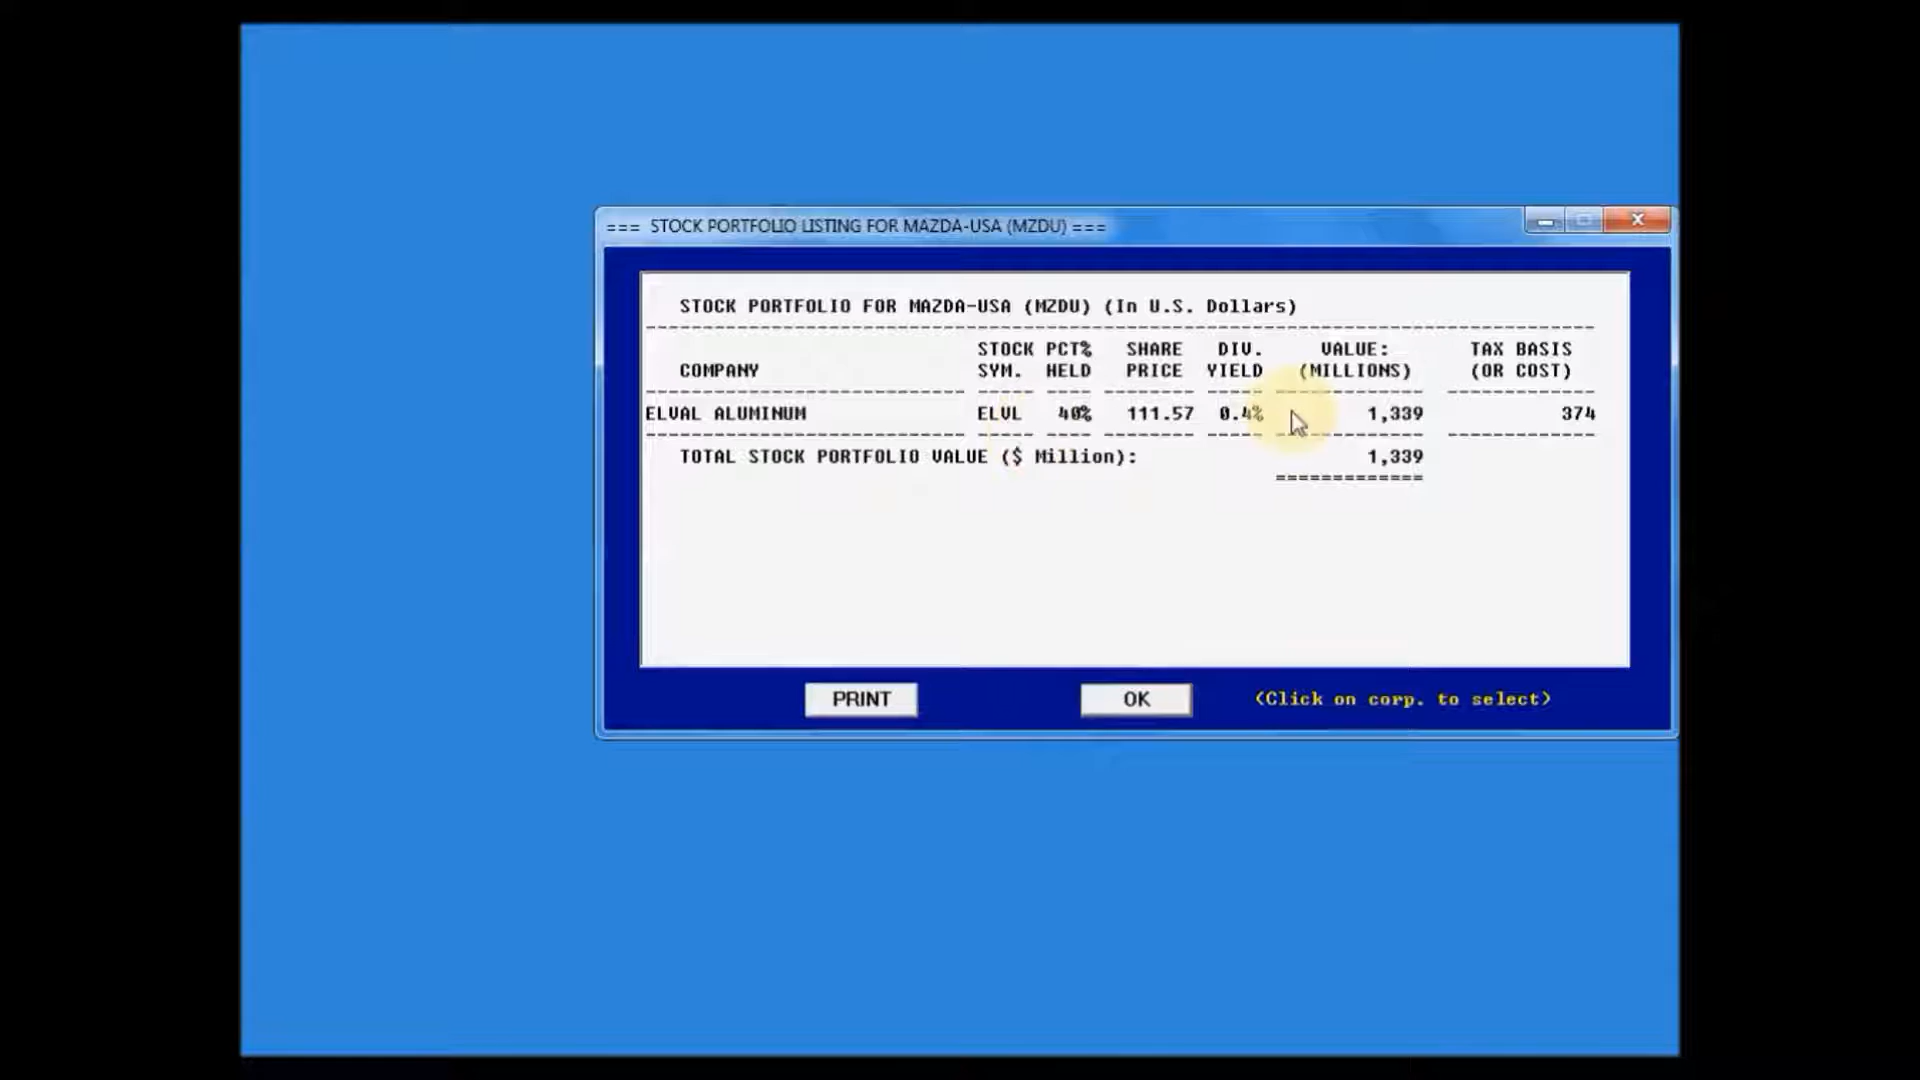 === STOCK PORTFOLIO LISTING FOR MAZDA-USA (MZDU) ===
STOCK PORTFOLIO FOR MAZDA-USA (MZDU) (In U.S. Dollars)
STOCK PCT% SHARE DIV. VALUE: TAX BASIS
COMPANY SYM. HELD PRICE YIELD (MILLIONS) (OR COST)
ELVAL ALUMINUM ELVL 40% 111.57 0.4% 1,339 374
TOTAL STOCK PORTFOLIO VALUE ($ Million): 1,339
=============
PRINT OK (Click on corp. to select)